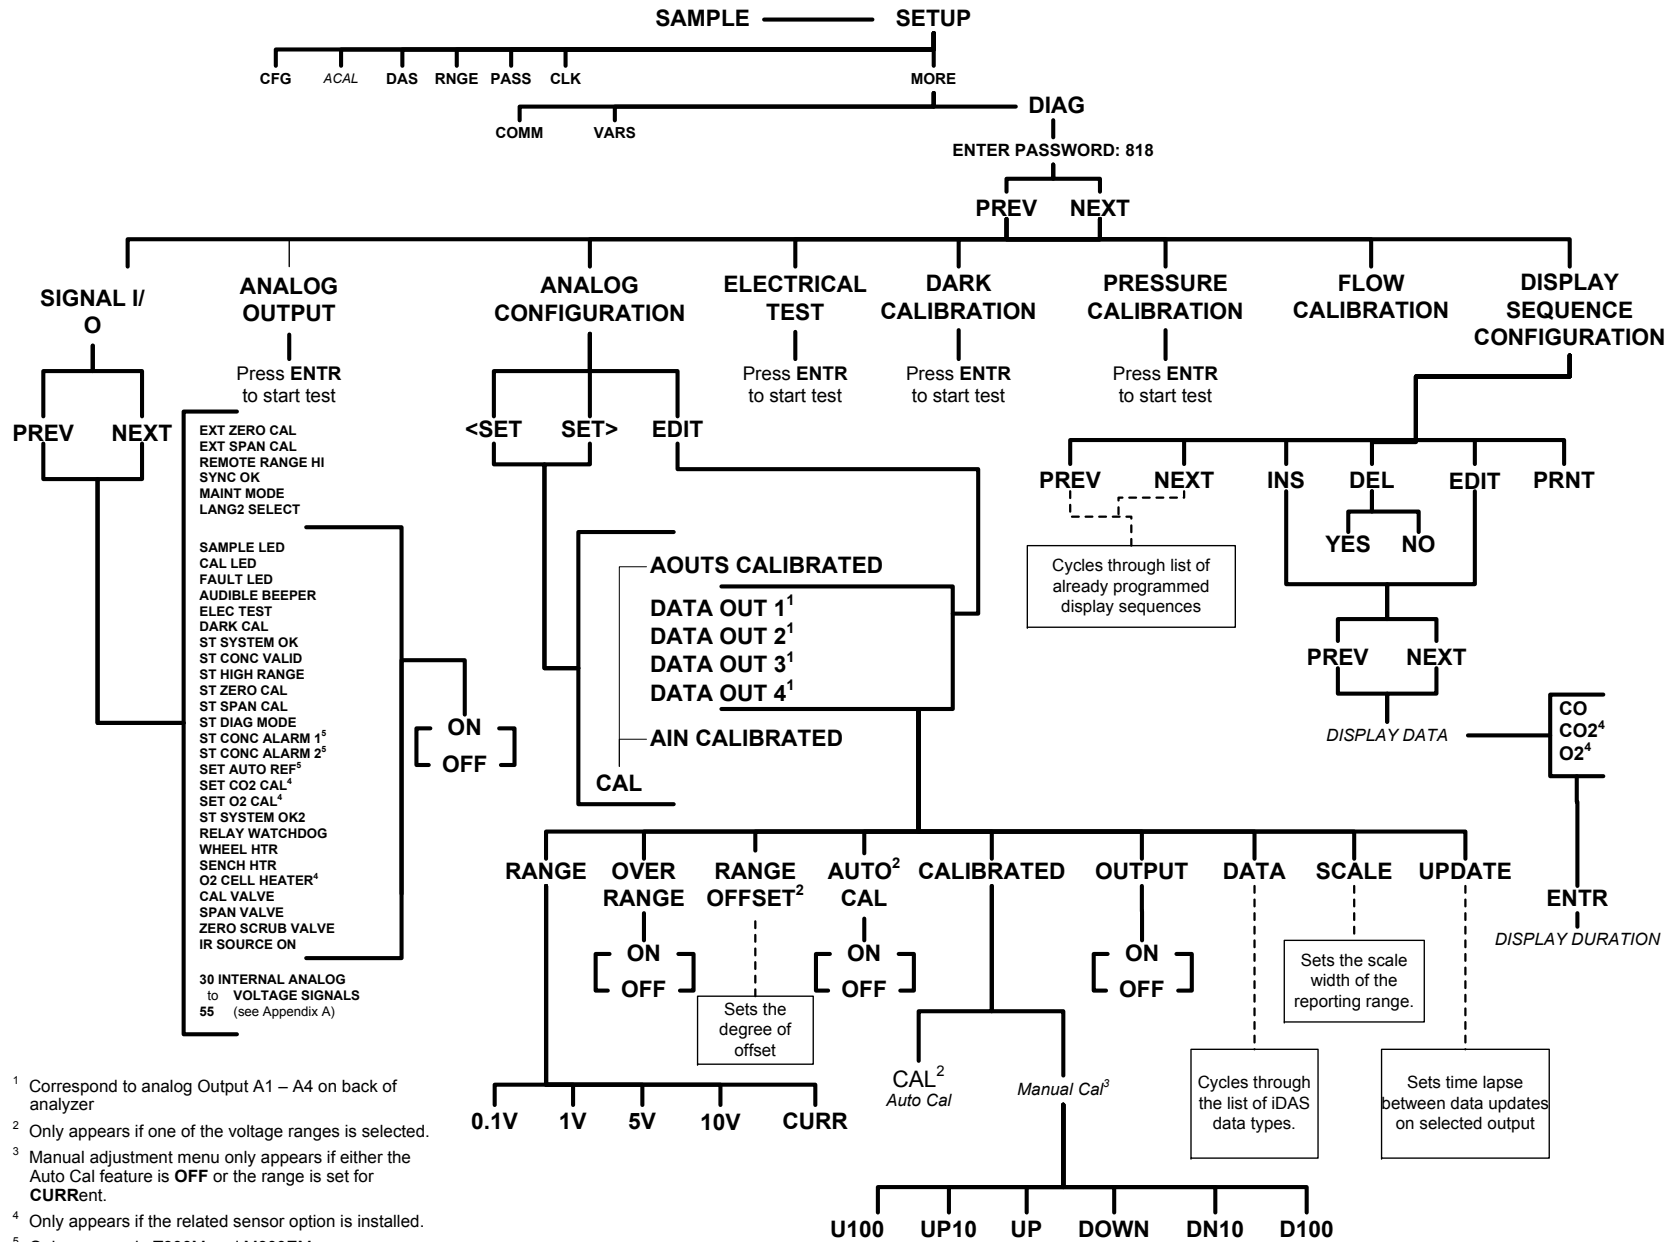 SAMPLE SETUP
CFG ACAL DAS RNGE PASS CLK MORE
COMM VARS DIAG
ENTER PASSWORD: 818
PREV NEXT
SIGNAL I/
O
ANALOG
OUTPUT
Press ENTR
to start test
ANALOG
CONFIGURATION
ELECTRICAL
TEST
Press ENTR
to start test
DARK
CALIBRATION
Press ENTR
to start test
PRESSURE
CALIBRATION
Press ENTR
to start test
FLOW
CALIBRATION
DISPLAY
SEQUENCE
CONFIGURATION
PREV NEXT
EXT ZERO CAL
EXT SPAN CAL
REMOTE RANGE HI
SYNC OK
MAINT MODE
LANG2 SELECT
SAMPLE LED
CAL LED
FAULT LED
AUDIBLE BEEPER
ELEC TEST
DARK CAL
ST SYSTEM OK
ST CONC VALID
ST HIGH RANGE
ST ZERO CAL
ST SPAN CAL
ST DIAG MODE
ST CONC ALARM 1⁵
ST CONC ALARM 2⁵
SET AUTO REF⁵
SET CO2 CAL⁴
SET O2 CAL⁴
ST SYSTEM OK2
RELAY WATCHDOG
WHEEL HTR
SENCH HTR
O2 CELL HEATER⁴
CAL VALVE
SPAN VALVE
ZERO SCRUB VALVE
IR SOURCE ON
30 INTERNAL ANALOG
to VOLTAGE SIGNALS
55 (see Appendix A)
ON
OFF
<SET SET> EDIT
AOUTS CALIBRATED
DATA OUT 1¹
DATA OUT 2¹
DATA OUT 3¹
DATA OUT 4¹
AIN CALIBRATED
CAL
PREV NEXT INS DEL EDIT PRNT
YES NO
Cycles through list of
already programmed
display sequences
PREV NEXT
DISPLAY DATA
CO
CO2⁴
O2⁴
ENTR
DISPLAY DURATION
RANGE
OVER
RANGE
ON
OFF
RANGE
OFFSET²
Sets the
degree of
offset
AUTO²
CAL
ON
OFF
CALIBRATED
OUTPUT
ON
OFF
DATA
Cycles through
the list of iDAS
data types.
SCALE
Sets the scale
width of the
reporting range.
UPDATE
Sets time lapse
between data updates
on selected output
0.1V 1V 5V 10V CURR
CAL²
Auto Cal
Manual Cal³
U100 UP10 UP DOWN DN10 D100
¹ Correspond to analog Output A1 – A4 on back of
analyzer
² Only appears if one of the voltage ranges is selected.
³ Manual adjustment menu only appears if either the
Auto Cal feature is OFF or the range is set for
CURRent.
⁴ Only appears if the related sensor option is installed.